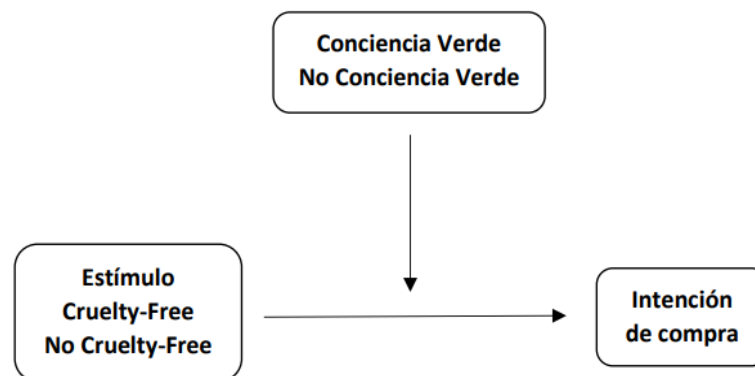 Conciencia Verde
No Conciencia Verde
Estímulo
Cruelty-Free
No Cruelty-Free
Intención
de compra